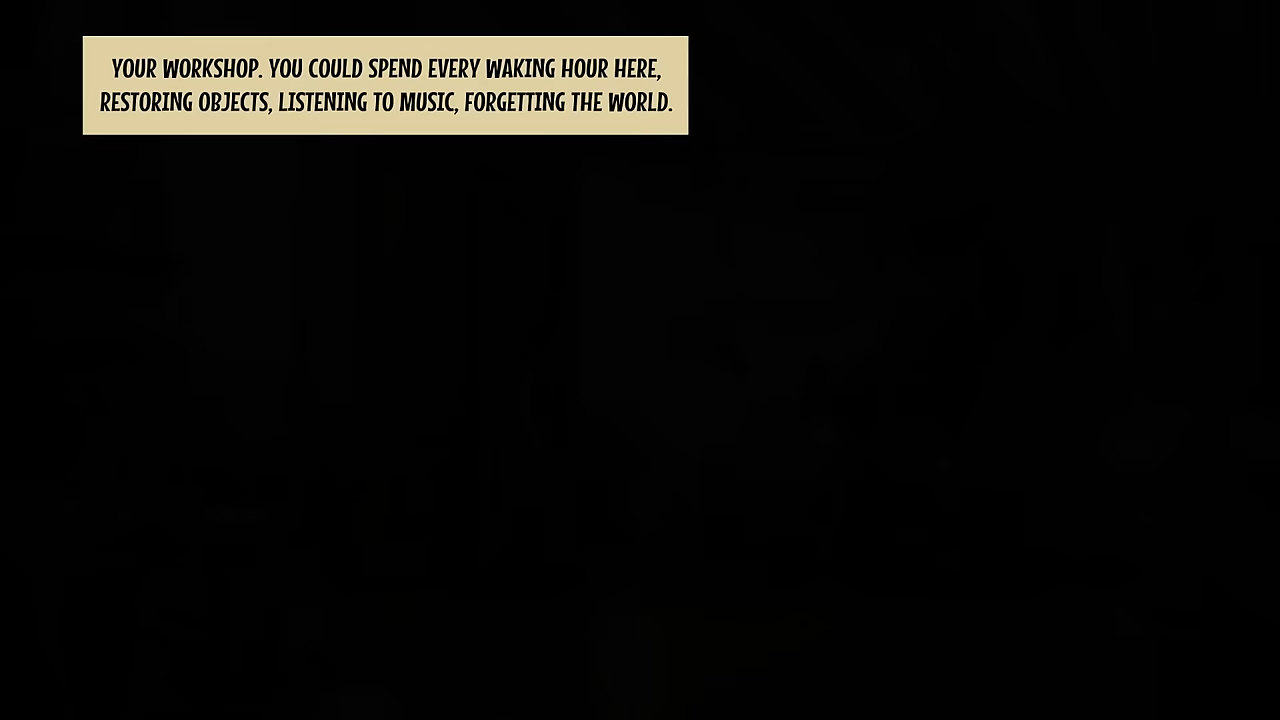 YOUR WORKSHOP. YOU COULD SPEND EVERY WAKING HOUR HERE,
RESTORING OBJECTS, LISTENING TO MUSIC, FORGETTING THE WORLD.